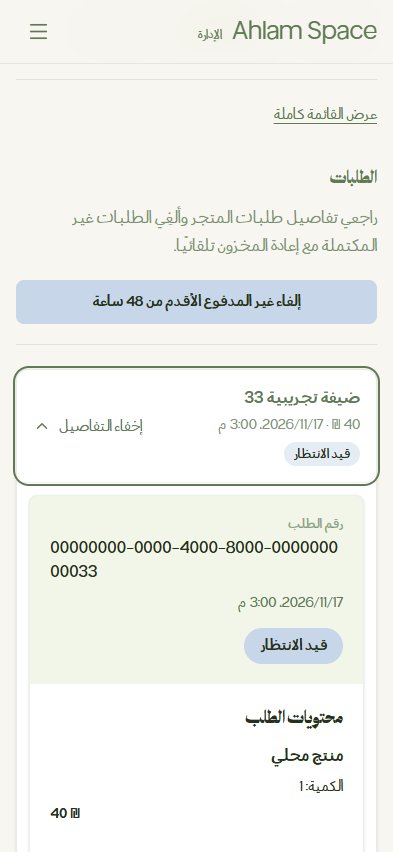 Ahlam Space الإدارة
عرض القائمة كاملة
الطلبات
راجعي تفاصيل طلبات المتجر وألغِي الطلبات غير
المكتملة مع إعادة المخزون تلقائيًا.
إلغاء غير المدفوع الأقدم من 48 ساعة
ضيفة تجريبية 33
40 ₪ · 2026/11/17، 3:00 م
إخفاء التفاصيل
قيد الانتظار
رقم الطلب
00000000-0000-4000-8000-0000000
00033
2026/11/17، 3:00 م
قيد الانتظار
محتويات الطلب
منتج محلي
الكمية: 1
40 ₪